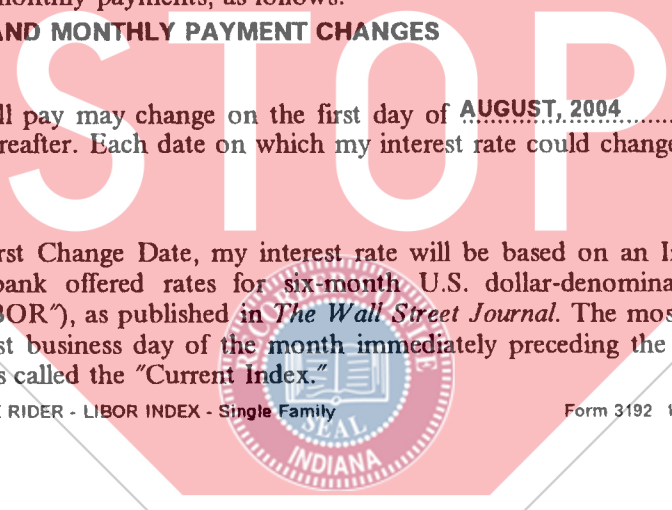 AND MONTHLY PAYMENT CHANGES
ll pay may change on the first day of AUGUST, 2004
reafter. Each date on which my interest rate could change
rst Change Date, my interest rate will be based on an I
bank offered rates for six-month U.S. dollar-denomina
BOR"), as published in The Wall Street Journal. The mos
st business day of the month immediately preceding the
s called the "Current Index."
RIDER - LIBOR INDEX - Single Family Form 3192
STOP
SEAL
INDIANA